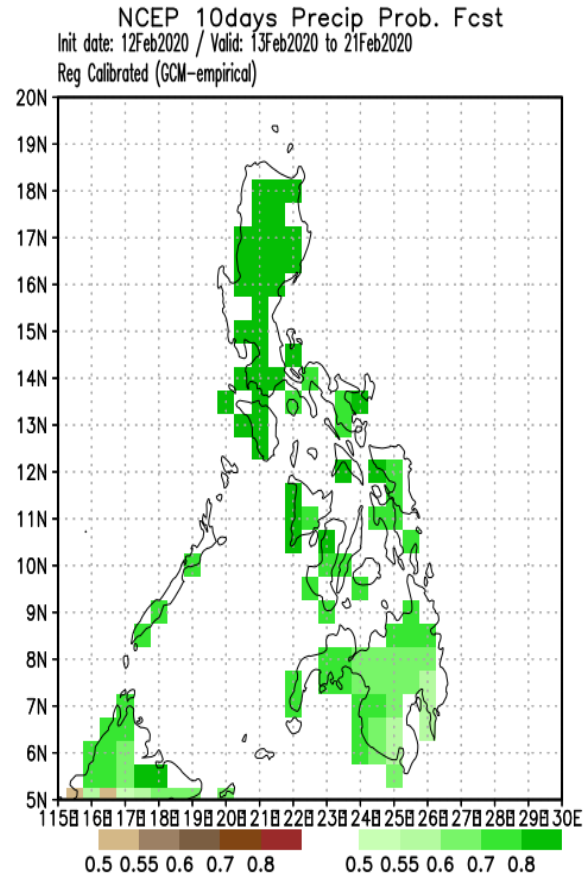 NCEP 10days Precip Prob. Fcst
Init date: 12Feb2020 / Valid: 13Feb2020 to 21Feb2020
Reg Calibrated (GCM-empirical)
20N
19N
18N
17N
16N
15N
14N
13N
12N
11N
10N
9N
8N
7N
6N
5N
115E 116E 117E 118E 119E 120E 121E 122E 123E 124E 125E 126E 127E 128E 129E 130E
0.5 0.55 0.6 0.7 0.8 0.5 0.55 0.6 0.7 0.8